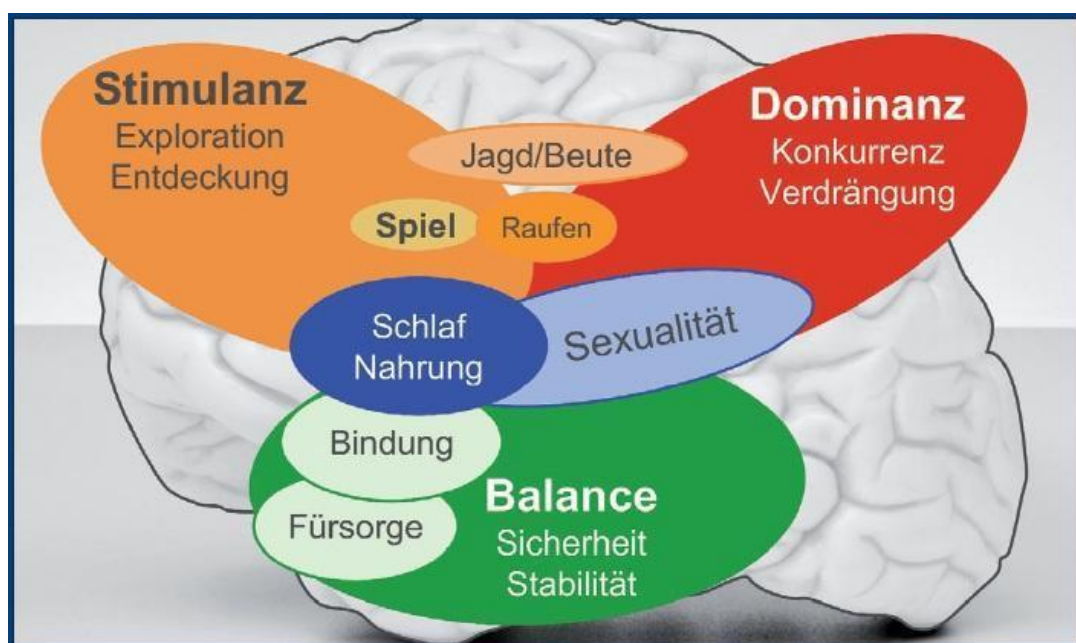 Stimulanz
Exploration
Entdeckung
Dominanz
Konkurrenz
Verdrängung
Jagd/Beute
Spiel
Raufen
Schlaf
Nahrung
Sexualität
Bindung
Fürsorge
Balance
Sicherheit
Stabilität